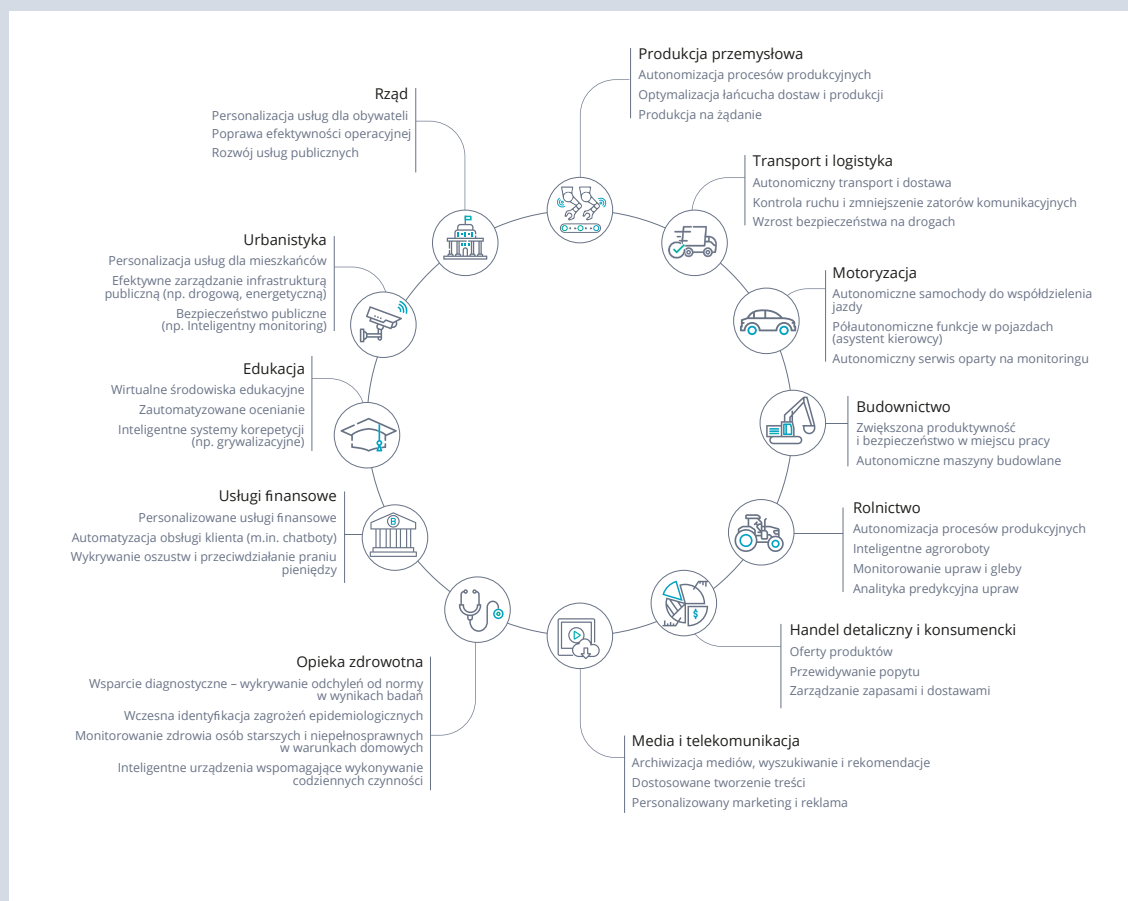 Produkcja przemysłowa
Autonomizacja procesów produkcyjnych
Optymalizacja łańcucha dostaw i produkcji
Produkcja na żądanie
Transport i logistyka
Autonomiczny transport i dostawa
Kontrola ruchu i zmniejszenie zatorów komunikacyjnych
Wzrost bezpieczeństwa na drogach
Motoryzacja
Autonomiczne samochody do współdzielenia
jazdy
Półautonomiczne funkcje w pojazdach
(asystent kierowcy)
Autonomiczny serwis oparty na monitoringu
Budownictwo
Zwiększona produktywność
i bezpieczeństwo w miejscu pracy
Autonomiczne maszyny budowlane
Rolnictwo
Autonomizacja procesów produkcyjnych
Inteligentne agroroboty
Monitorowanie upraw i gleby
Analityka predykcyjna upraw
Handel detaliczny i konsumencki
Oferty produktów
Przewidywanie popytu
Zarządzanie zapasami i dostawami
Media i telekomunikacja
Archiwizacja mediów, wyszukiwanie i rekomendacje
Dostosowane tworzenie treści
Personalizowany marketing i reklama
Opieka zdrowotna
Wsparcie diagnostyczne – wykrywanie odchyleń od normy
w wynikach badań
Wczesna identyfikacja zagrożeń epidemiologicznych
Monitorowanie zdrowia osób starszych i niepełnosprawnych
w warunkach domowych
Inteligentne urządzenia wspomagające wykonywanie
codziennych czynności
Usługi finansowe
Personalizowane usługi finansowe
Automatyzacja obsługi klienta (m.in. chatboty)
Wykrywanie oszustw i przeciwdziałanie praniu
pieniędzy
Edukacja
Wirtualne środowiska edukacyjne
Zautomatyzowane ocenianie
Inteligentne systemy korepetycji
(np. grywalizacyjne)
Urbanistyka
Personalizacja usług dla mieszkańców
Efektywne zarządzanie infrastrukturą
publiczną (np. drogową, energetyczną)
Bezpieczeństwo publiczne
(np. Inteligentny monitoring)
Rząd
Personalizacja usług dla obywateli
Poprawa efektywności operacyjnej
Rozwój usług publicznych
B
$